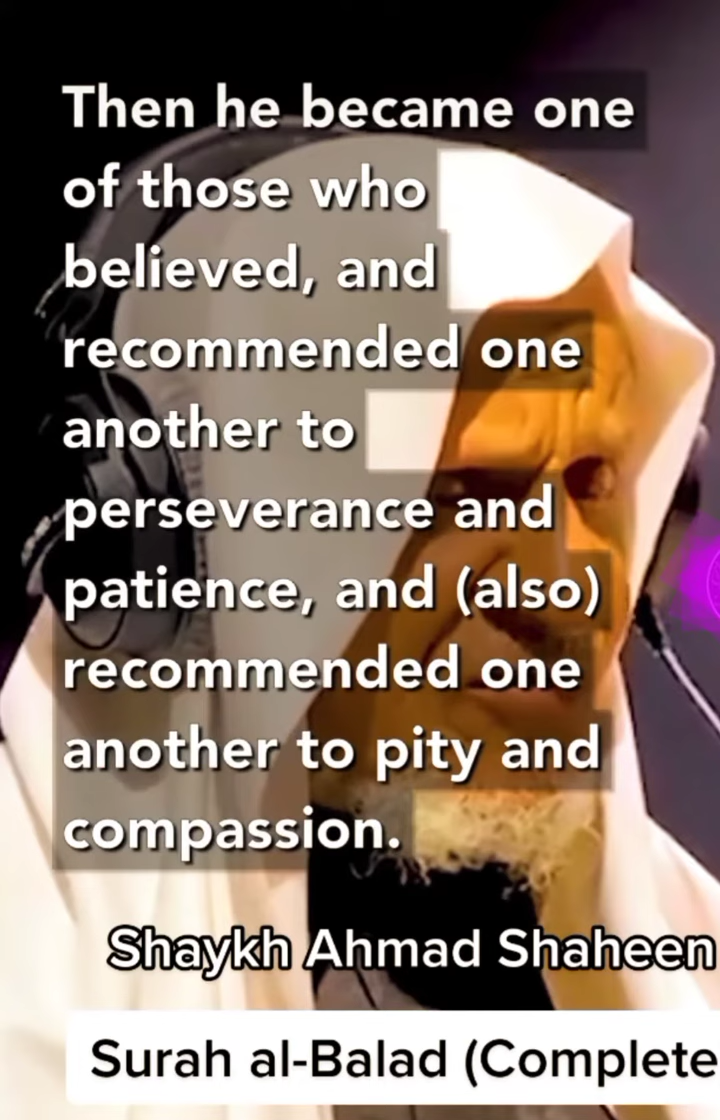 Then he became one
of those who
believed, and
recommended one
another to
perseverance and
patience, and (also)
recommended one
another to pity and
compassion.
Shaykh Ahmad Shaheen
Surah al-Balad (Complete